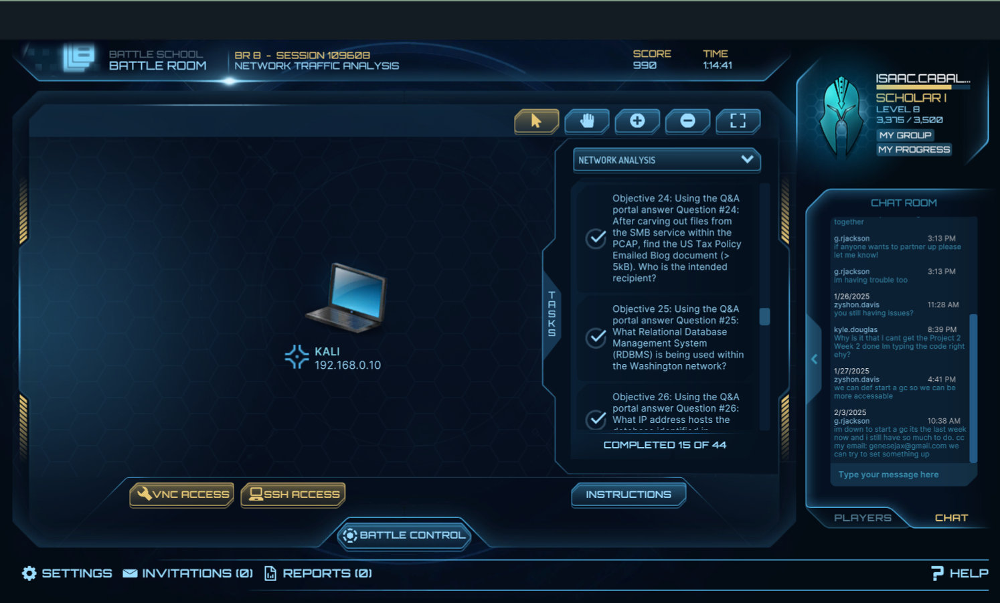 BATTLE SCHOOL
BATTLE ROOM
BR 8 - SESSION 109608
NETWORK TRAFFIC ANALYSIS
SCORE
990
TIME
1:14:41
ISAAC.CABAL...
SCHOLAR I
LEVEL 8
3,375 / 3,500
MY GROUP
MY PROGRESS
NETWORK ANALYSIS
TASKS
Objective 24: Using the Q&A
portal answer Question #24:
After carving out files from
the SMB service within the
PCAP, find the US Tax Policy
Emailed Blog document (>
5kB). Who is the intended
recipient?
Objective 25: Using the Q&A
portal answer Question #25:
What Relational Database
Management System
(RDBMS) is being used within
the Washington network?
Objective 26: Using the Q&A
portal answer Question #26:
What IP address hosts the
database identified in
COMPLETED 15 OF 44
KALI
192.168.0.10
VNC ACCESS
SSH ACCESS
INSTRUCTIONS
BATTLE CONTROL
CHAT ROOM
together
g.rjackson 3:13 PM
if anyone wants to partner up please
let me know!
g.rjackson 3:13 PM
im having trouble too
1/26/2025
zyshon.davis 11:28 AM
you still having issues?
kyle.douglas 8:39 PM
Why is it that I cant get the Project 2
Week 2 done Im typing the code right
ehy?
1/27/2025
zyshon.davis 4:41 PM
we can def start a gc so we can be
more accessable
2/3/2025
g.rjackson 10:38 AM
im down to start a gc its the last week
now and i still have so much to do. cc
my email: genesejax@gmail.com we
can try to set something up
Type your message here
PLAYERS
CHAT
SETTINGS
INVITATIONS (0)
REPORTS (0)
HELP